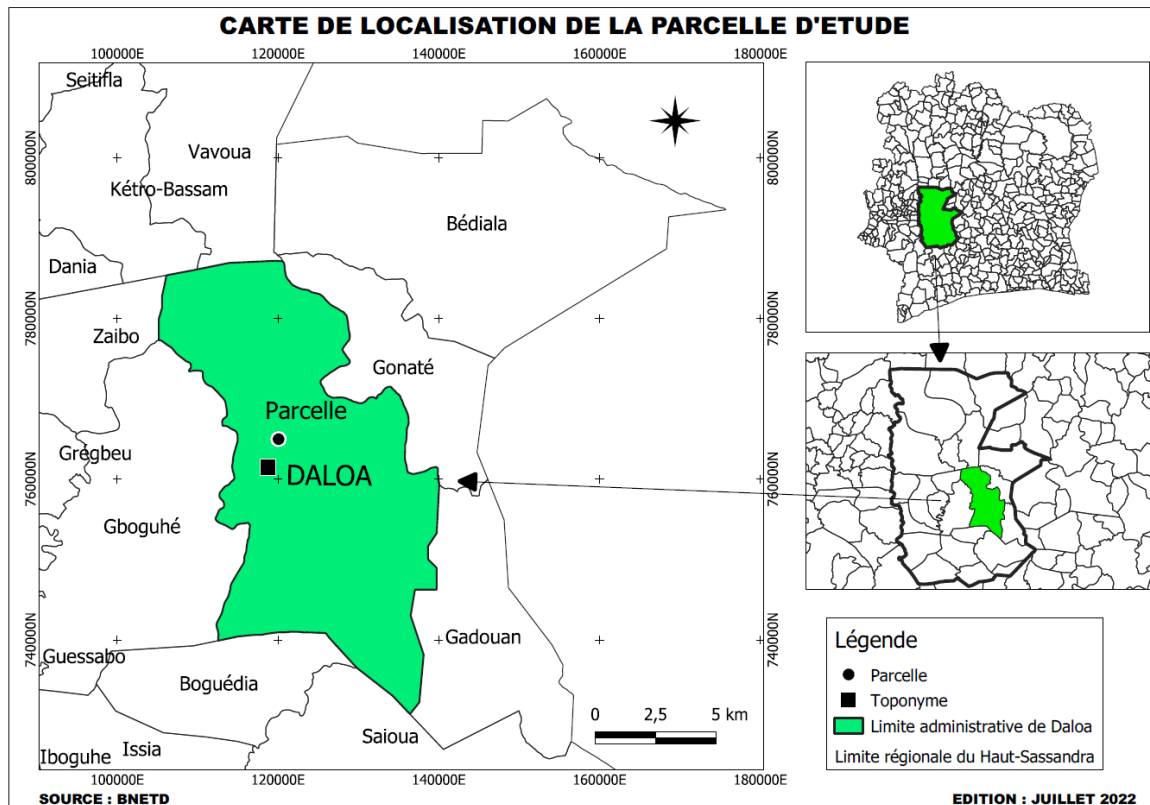 CARTE DE LOCALISATION DE LA PARCELLE D'ETUDE
100000E 120000E 140000E 160000E 180000E
Seitifla
800000N 800000N
Vavoua
Kétro-Bassam
Bédiala
Dania
780000N 780000N
Zaibo
Gonaté
Parcelle
Grégbeu
DALOA
760000N 760000N
Gboguhé
740000N 740000N
Gadouan
Guessabo
Boguédia
Saioua
Issia
Iboguhe
0 2,5 5 km
100000E 120000E 140000E 160000E 180000E
Légende
Parcelle
Toponyme
Limite administrative de Daloa
Limite régionale du Haut-Sassandra
SOURCE : BNETD EDITION : JUILLET 2022